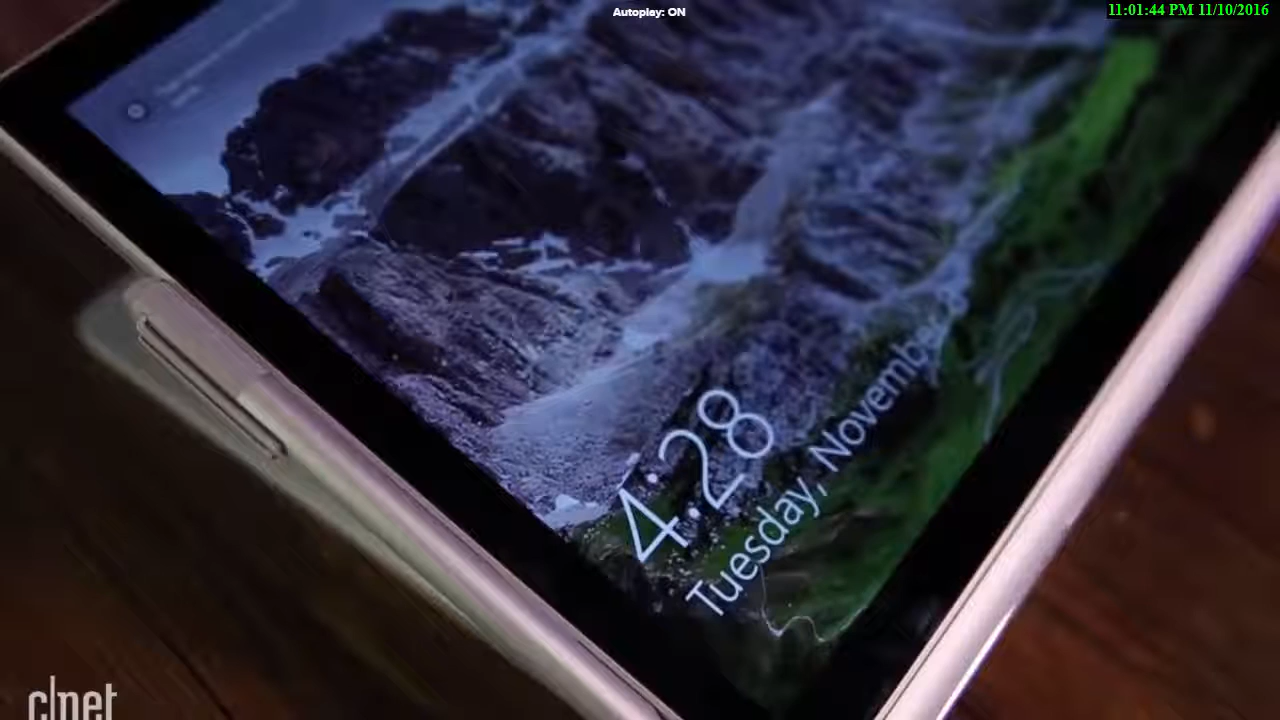 Autoplay: ON
11:01:44 PM 11/10/2016
4:28
Tuesday, November
cnet